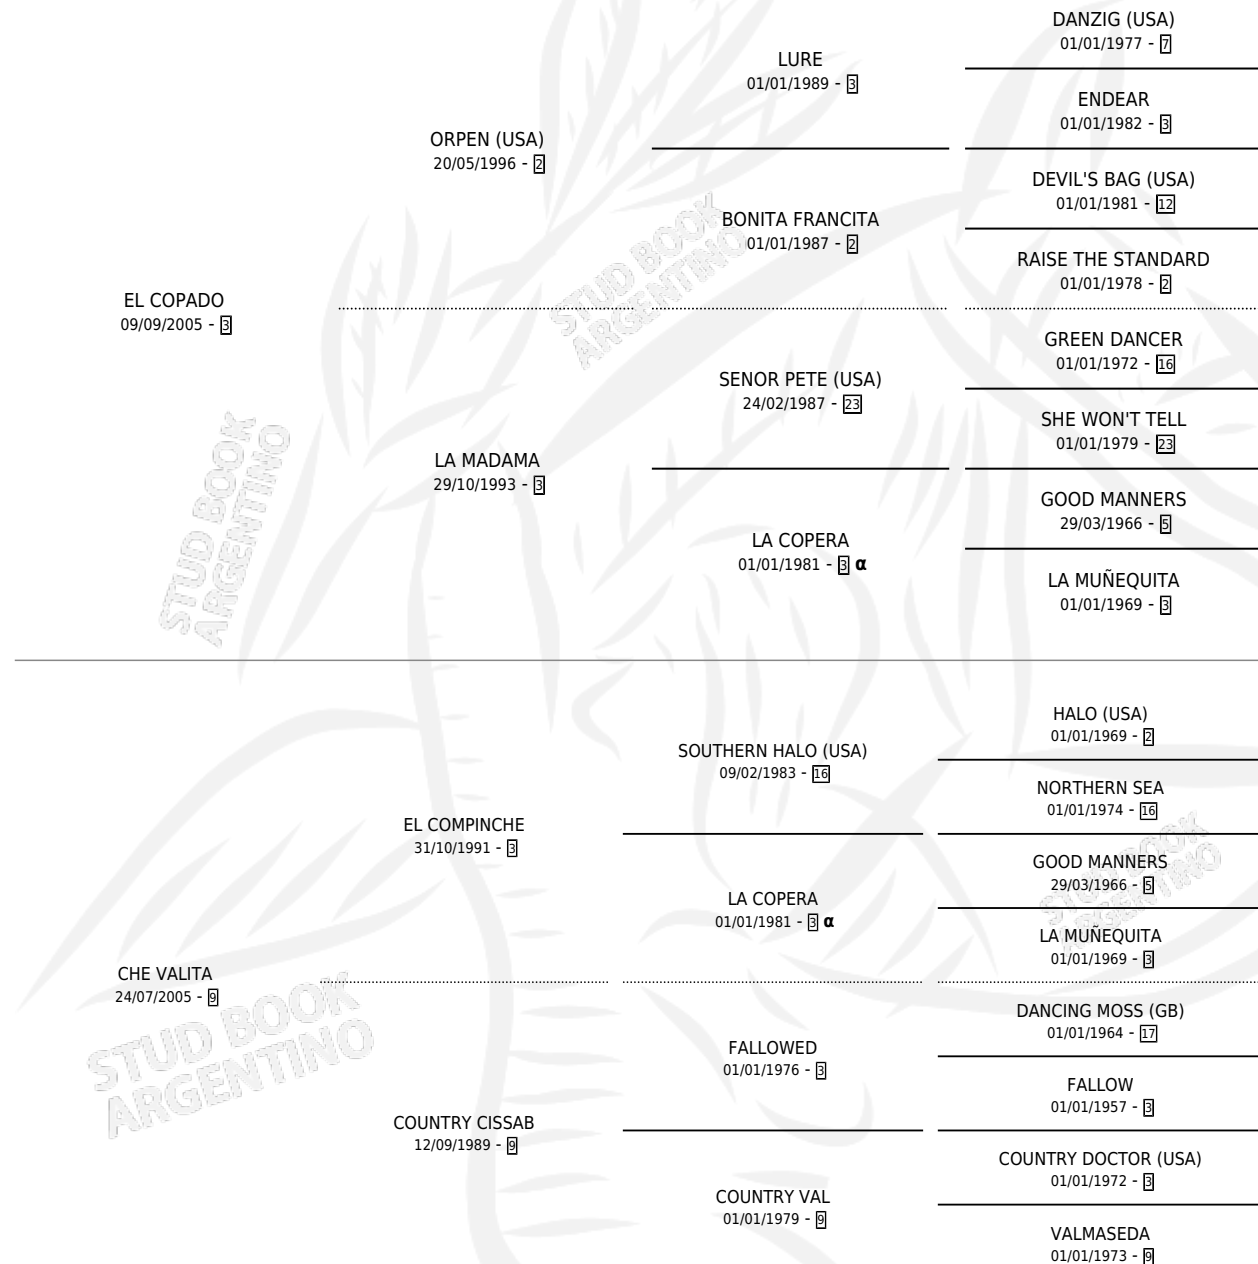 DANZIG (USA)
01/01/1977 - 7
LURE
01/01/1989 - 3
ENDEAR
01/01/1982 - 3
ORPEN (USA)
20/05/1996 - 2
DEVIL'S BAG (USA)
01/01/1981 - 12
BONITA FRANCITA
01/01/1987 - 2
RAISE THE STANDARD
01/01/1978 - 2
EL COPADO
09/09/2005 - 3
STUD BOOK
ARGENTINO
GREEN DANCER
01/01/1972 - 16
SENOR PETE (USA)
24/02/1987 - 23
SHE WON'T TELL
01/01/1979 - 23
LA MADAMA
29/10/1993 - 3
GOOD MANNERS
29/03/1966 - 5
LA COPERA
01/01/1981 - 3 α
LA MUÑEQUITA
01/01/1969 - 3
STUD BOOK
ARGENTINO
HALO (USA)
01/01/1969 - 2
SOUTHERN HALO (USA)
09/02/1983 - 16
NORTHERN SEA
01/01/1974 - 16
EL COMPINCHE
31/10/1991 - 3
GOOD MANNERS
29/03/1966 - 5
LA COPERA
01/01/1981 - 3 α
LA MUÑEQUITA
01/01/1969 - 3
STUD BOOK
ARGENTINO
CHE VALITA
24/07/2005 - 9
DANCING MOSS (GB)
01/01/1964 - 17
FALLOWED
01/01/1976 - 3
FALLOW
01/01/1957 - 3
STUD BOOK
ARGENTINO
COUNTRY CISSAB
12/09/1989 - 9
COUNTRY DOCTOR (USA)
01/01/1972 - 3
COUNTRY VAL
01/01/1979 - 9
VALMASEDA
01/01/1973 - 9